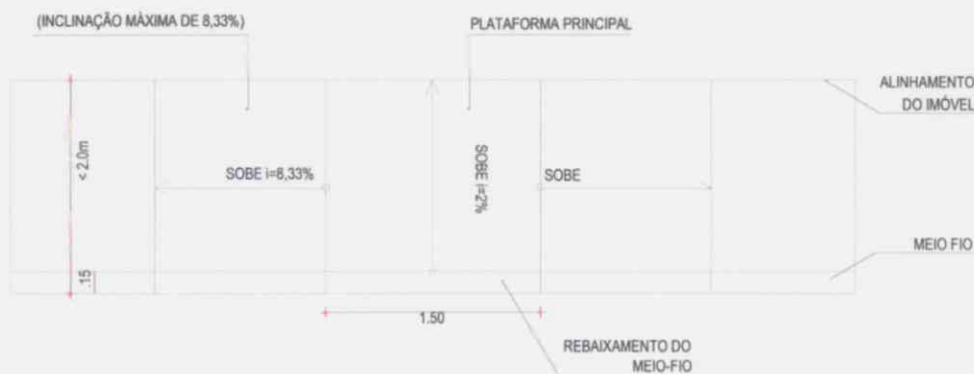 (INCLINAÇÃO MÁXIMA DE 8,33%)
PLATAFORMA PRINCIPAL
ALINHAMENTO
DO IMÓVEL
< 2.0m
SOBE i=8,33%
SOBE i=2%
SOBE
MEIO FIO
.15
1.50
REBAIXAMENTO DO
MEIO-FIO